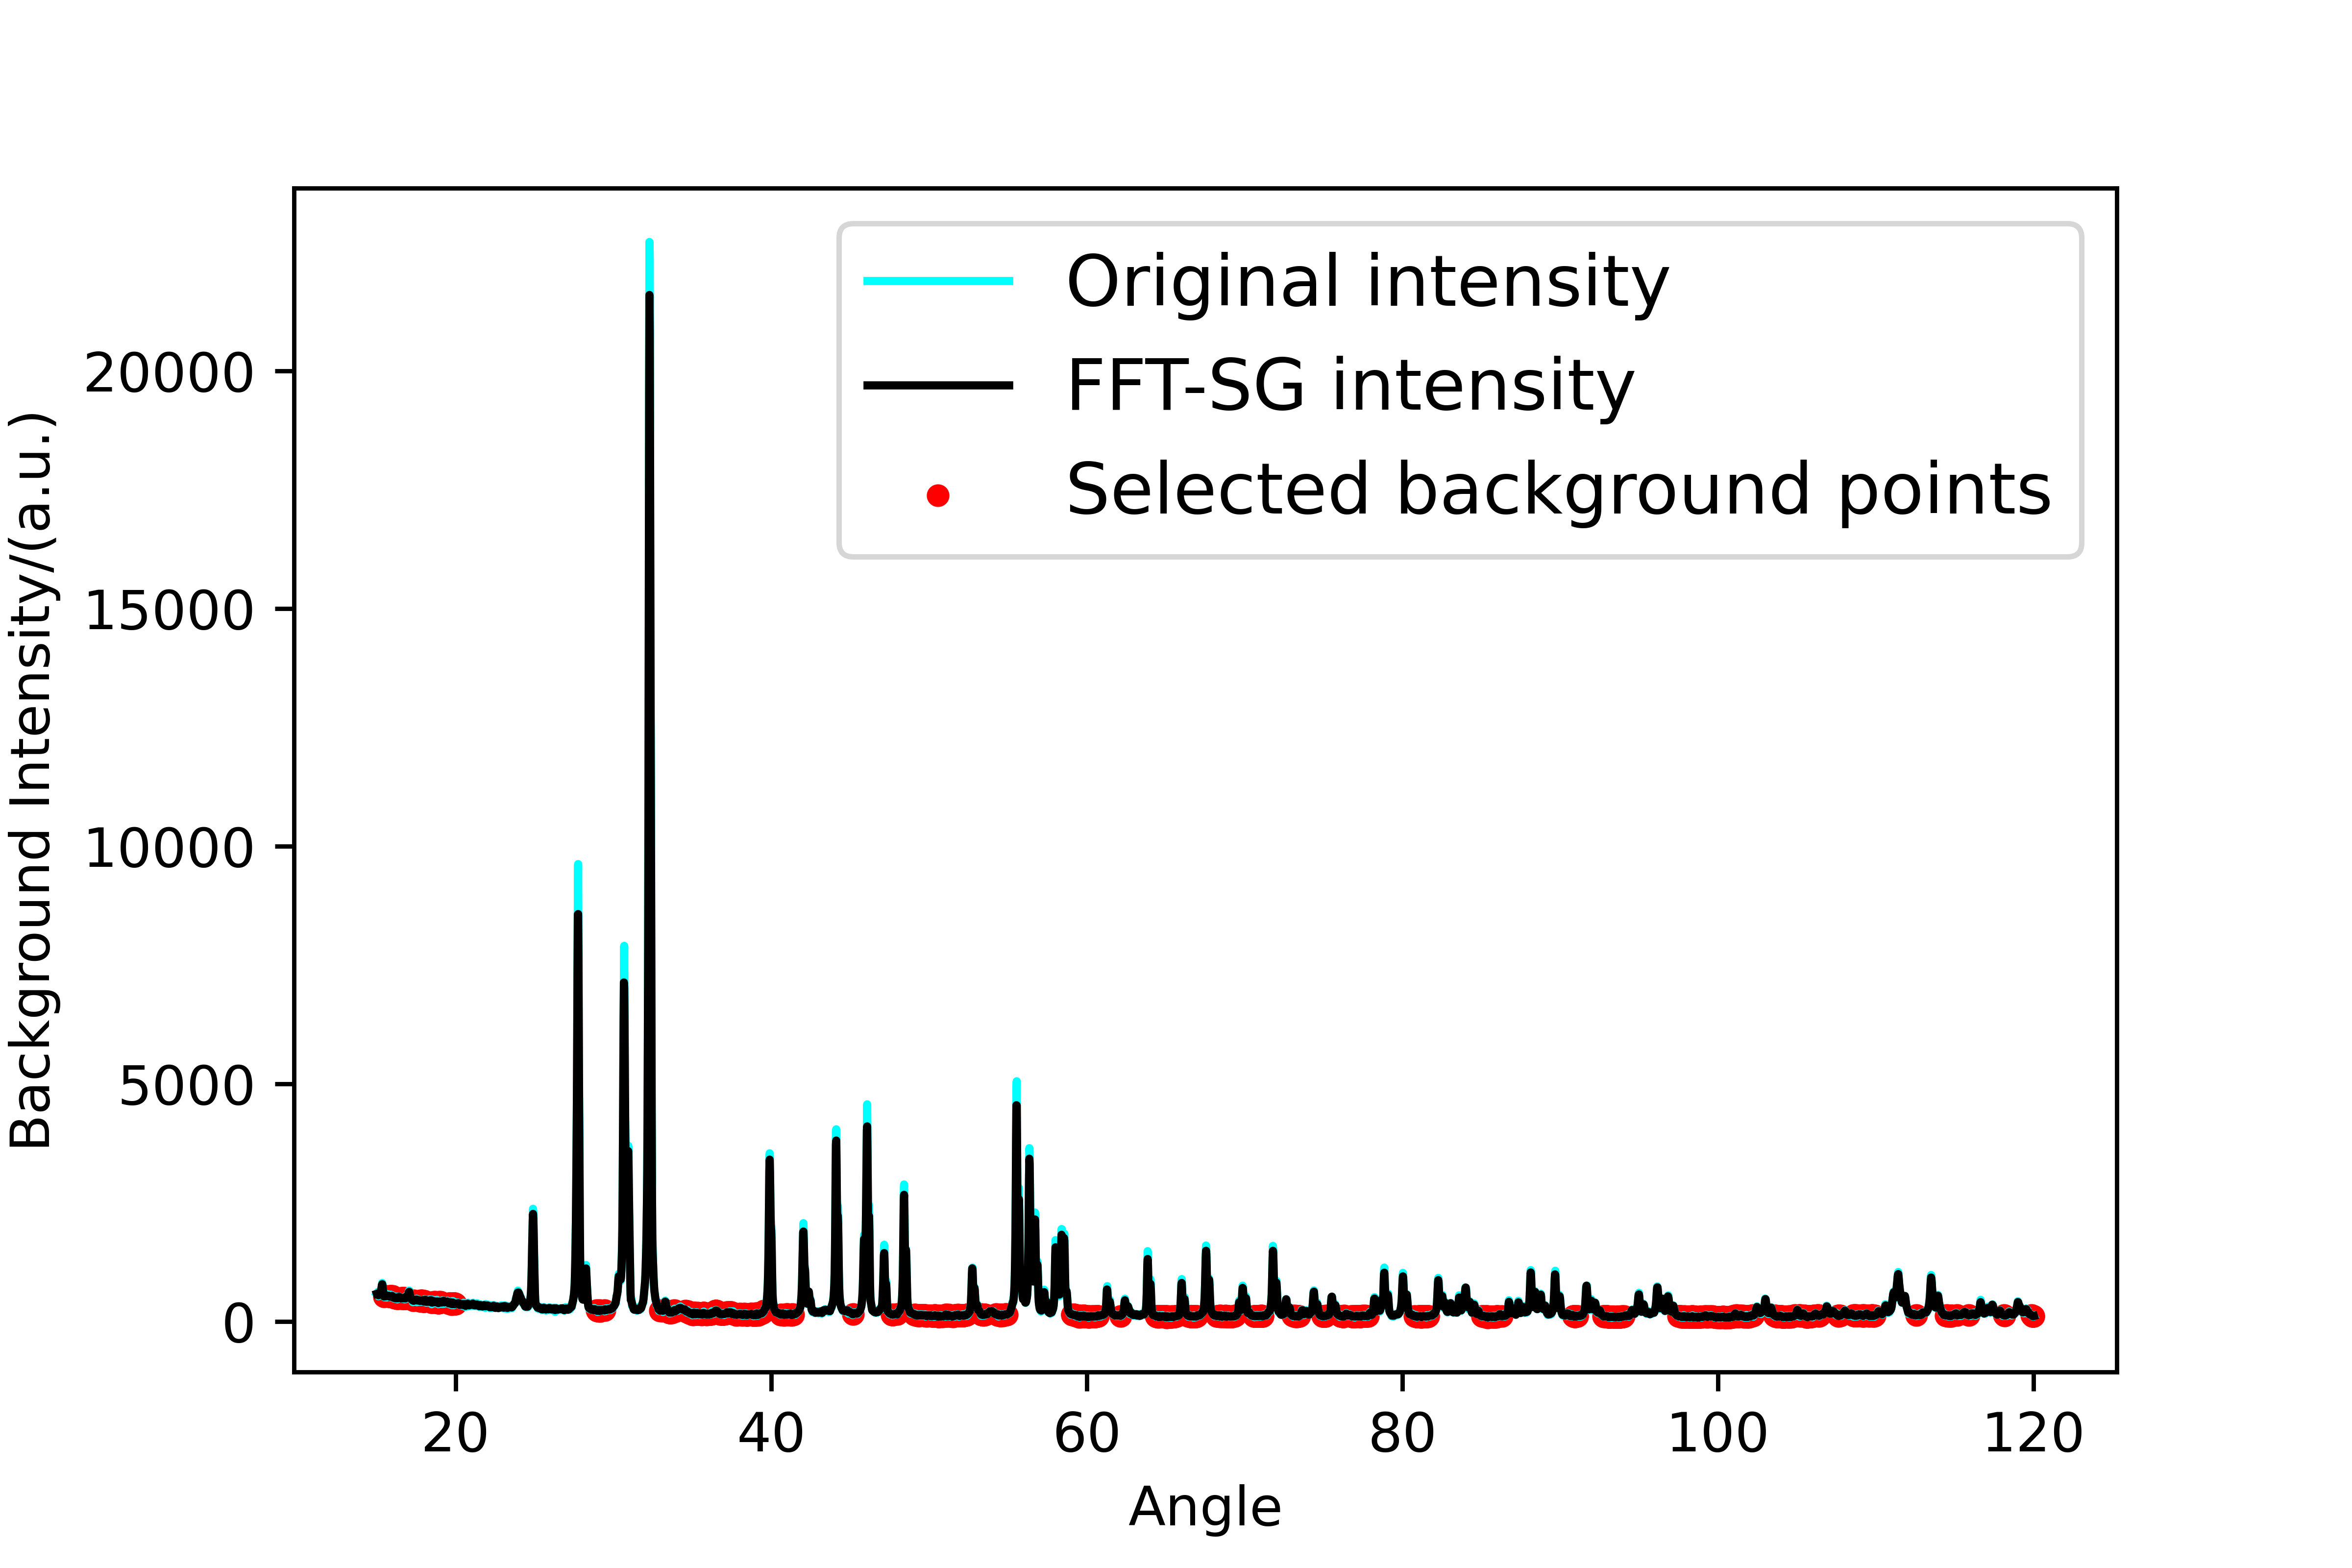 Original intensity
FFT-SG intensity
Selected background points
Background Intensity/(a.u.)
20000
15000
10000
5000
0
20 40 60 80 100 120
Angle